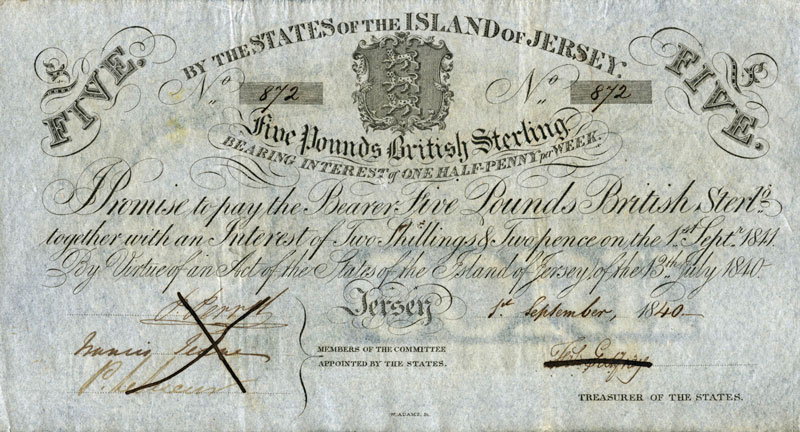 BY THE STATES OF THE ISLAND OF JERSEY.
£5 FIVE.
£5 FIVE.
No 872
No 872
Five Pounds British Sterling
BEARING INTEREST of ONE HALF-PENNY per WEEK.
I Promise to pay the Bearer Five Pounds British Sterlg
together with an Interest of Two Shillings & Twopence on the 1st Septr 1841.
By Virtue of an Act of the States of the Island of Jersey, of the 13th July 1840.
Jersey 1st September, 1840
MEMBERS OF THE COMMITTEE
APPOINTED BY THE STATES.
TREASURER OF THE STATES.
W. ADAMS, Sc.